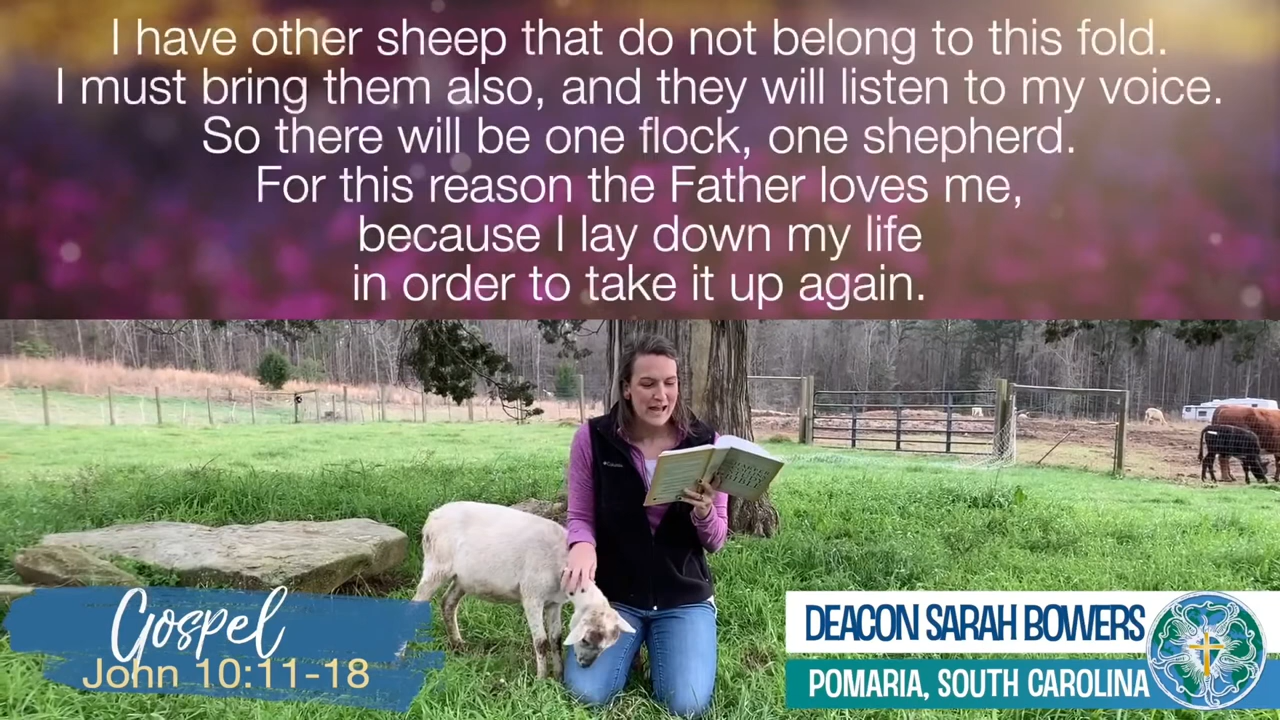 I have other sheep that do not belong to this fold.
I must bring them also, and they will listen to my voice.
So there will be one flock, one shepherd.
For this reason the Father loves me,
because I lay down my life
in order to take it up again.
Gospel
John 10:11-18
DEACON SARAH BOWERS
POMARIA, SOUTH CAROLINA